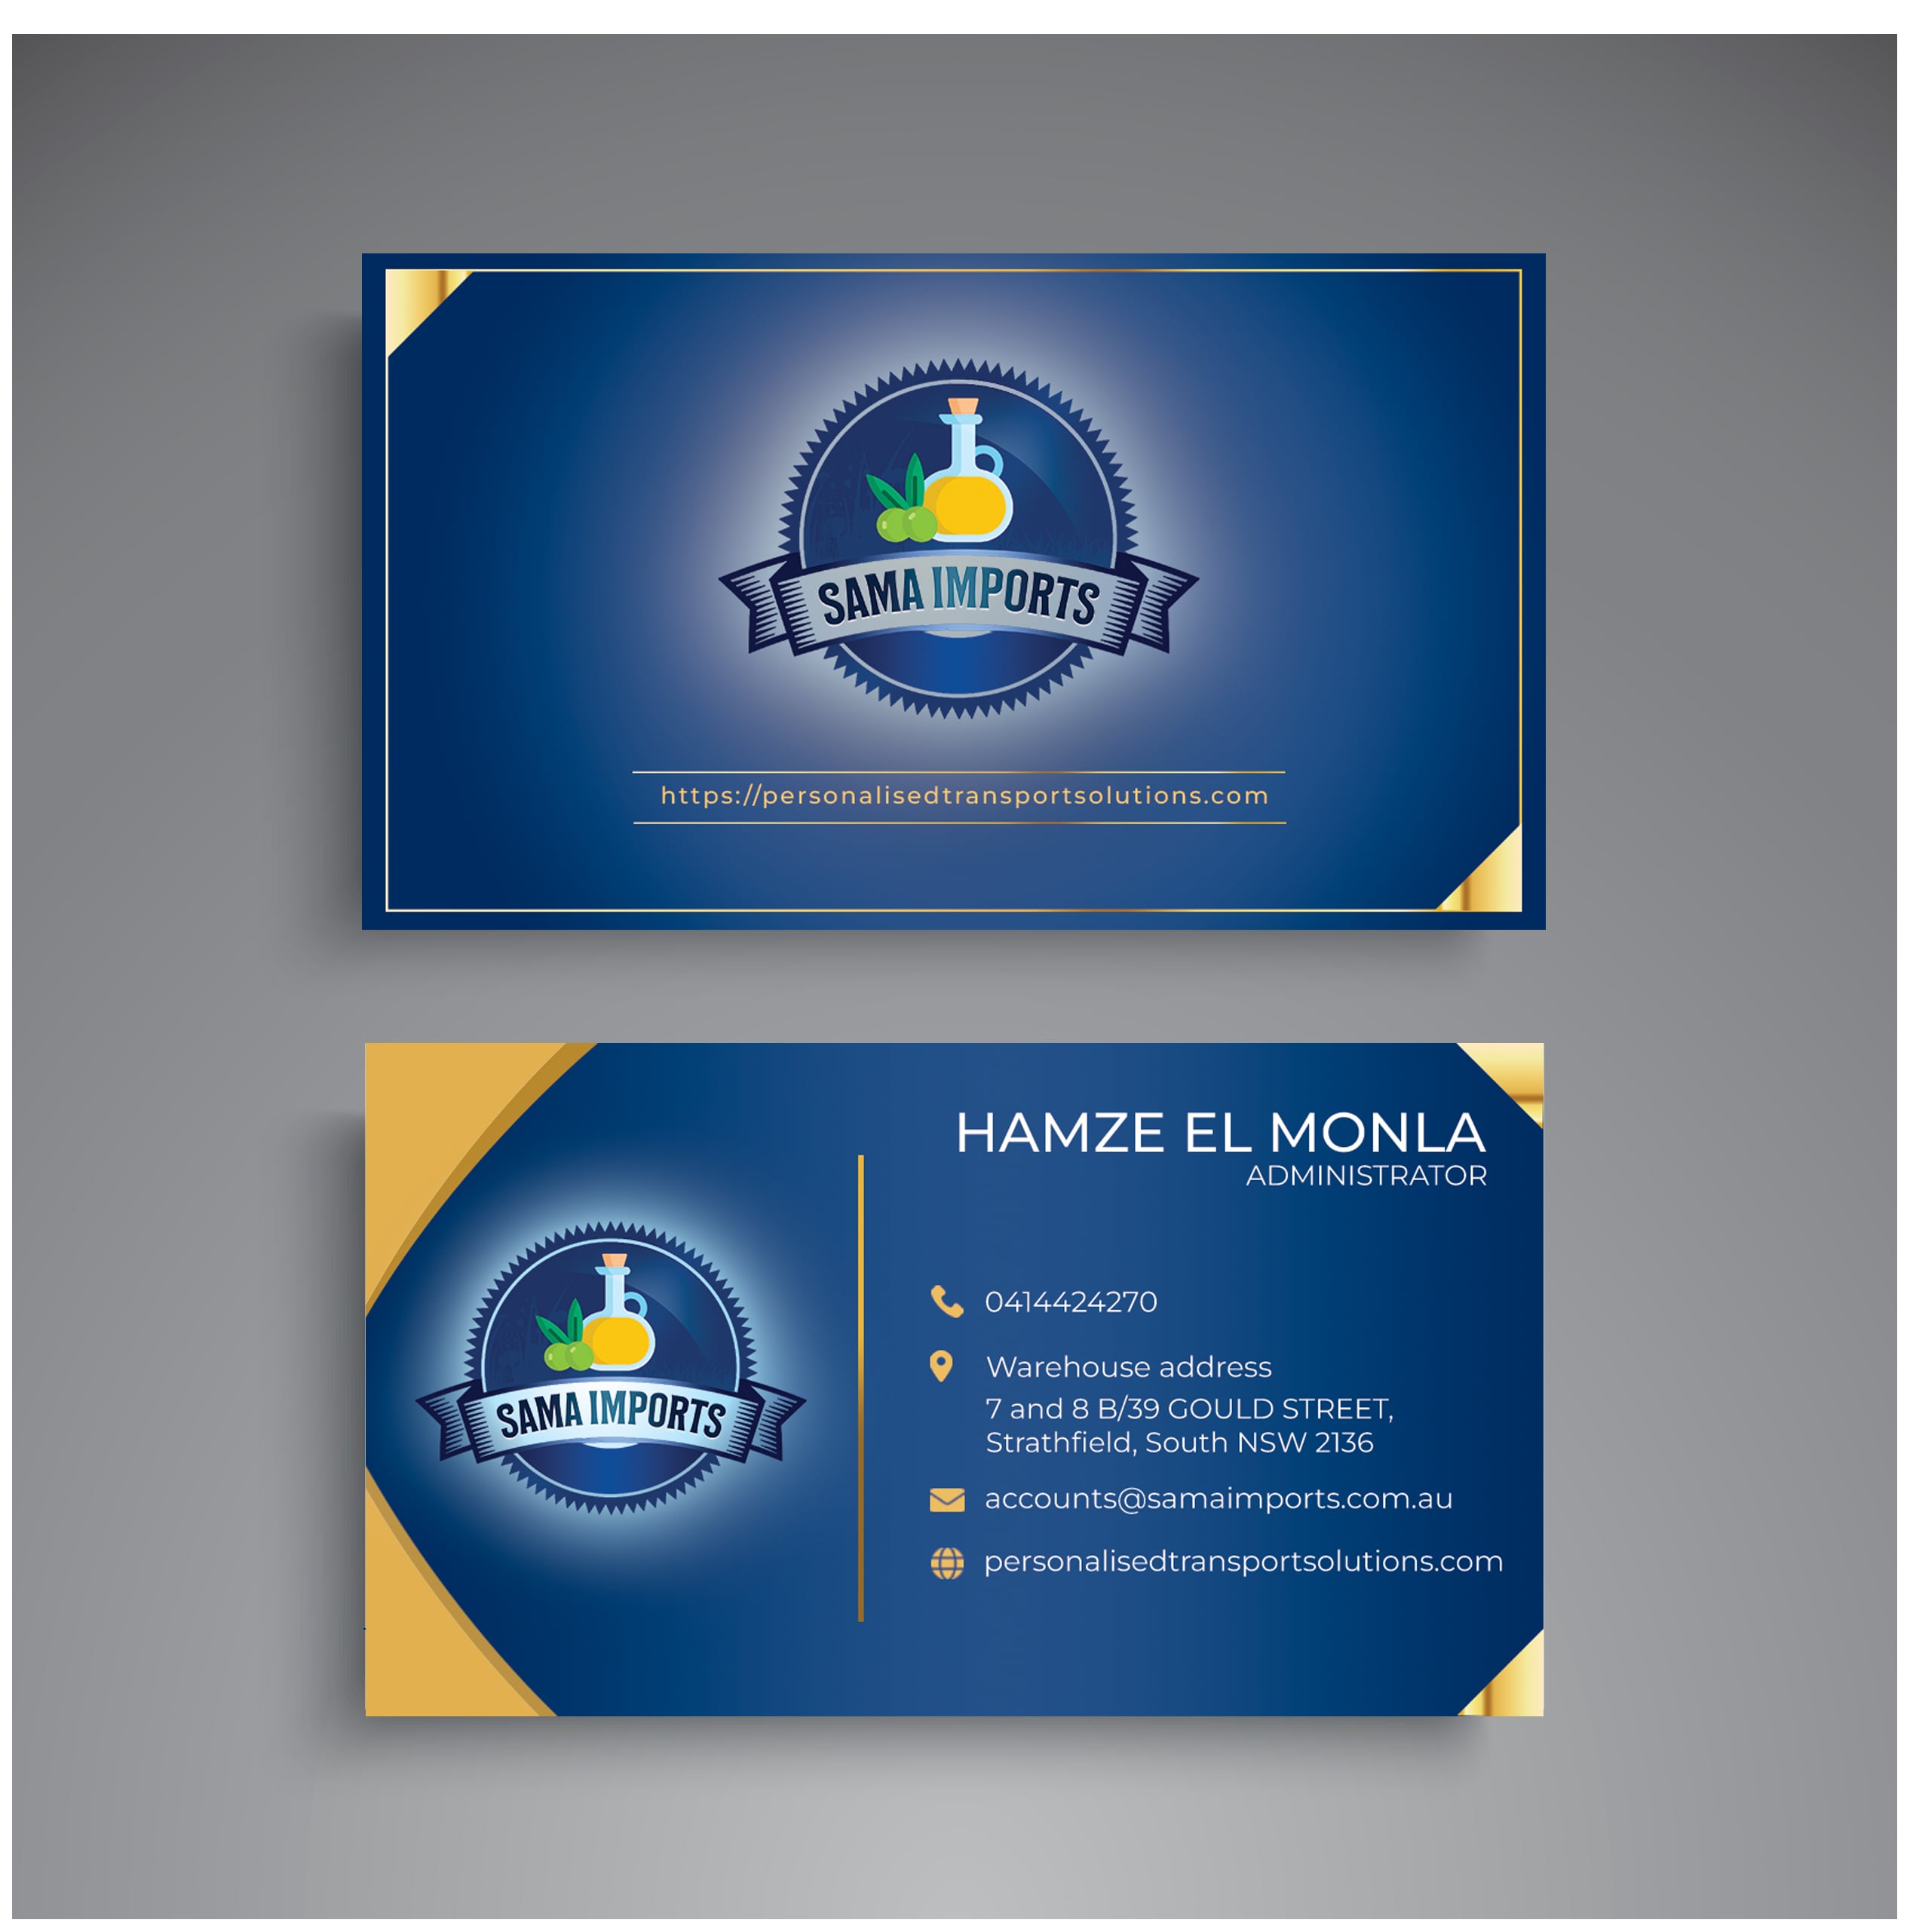 SAMA IMPORTS
https://personalisedtransportsolutions.com
HAMZE EL MONLA
ADMINISTRATOR
SAMA IMPORTS
0414424270
Warehouse address
7 and 8 B/39 GOULD STREET,
Strathfield, South NSW 2136
accounts@samaimports.com.au
personalisedtransportsolutions.com